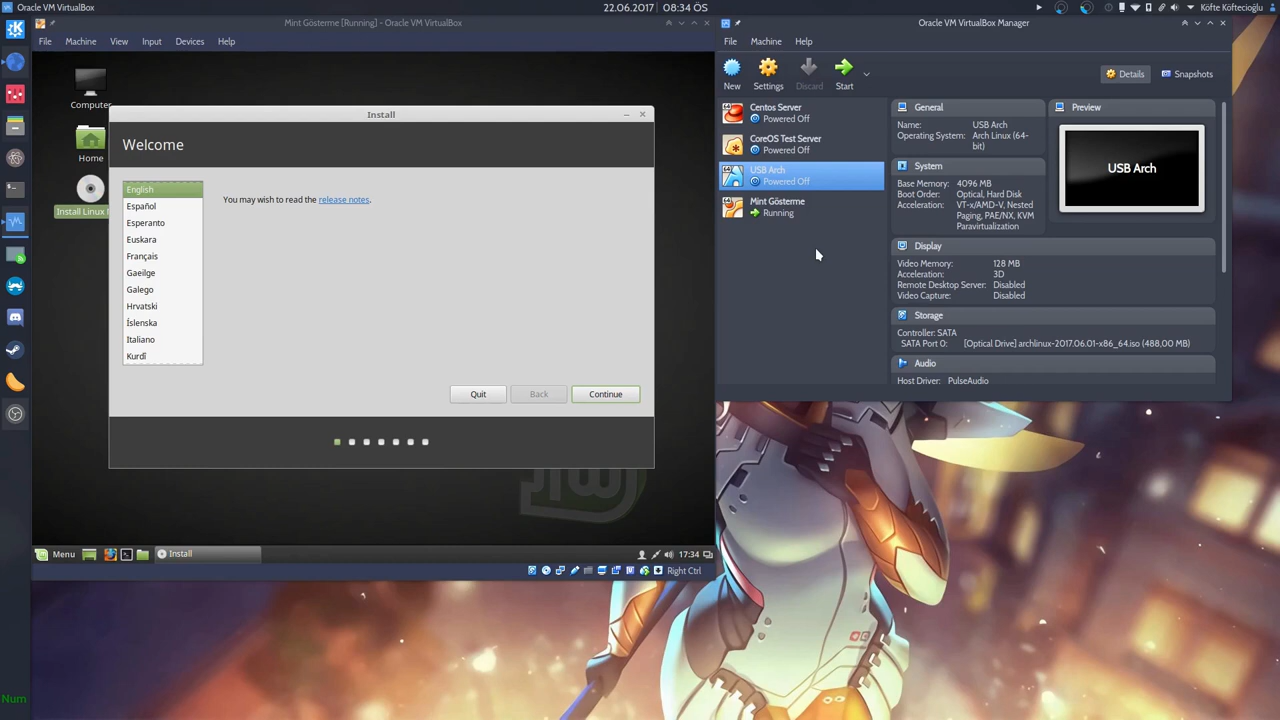 Oracle VM VirtualBox
22.06.2017 08:34 ÖS
Köfte Köftecioğlu
Mint Gösterme [Running] - Oracle VM VirtualBox
File Machine View Input Devices Help
Computer
Home
Install Linux
Install
Welcome
English
Español
Esperanto
Euskara
Français
Gaeilge
Galego
Hrvatski
Íslenska
Italiano
Kurdî
You may wish to read the release notes.
Quit Back Continue
Menu Install 17:34
Right Ctrl
Oracle VM VirtualBox Manager
File Machine Help
New Settings Discard Start Details Snapshots
Centos Server
Powered Off
CoreOS Test Server
Powered Off
USB Arch
Powered Off
Mint Gösterme
Running
General
Name: USB Arch
Operating System: Arch Linux (64-
bit)
System
Base Memory: 4096 MB
Boot Order: Optical, Hard Disk
Acceleration: VT-x/AMD-V, Nested
Paging, PAE/NX, KVM
Paravirtualization
Preview
USB Arch
Display
Video Memory: 128 MB
Acceleration: 3D
Remote Desktop Server: Disabled
Video Capture: Disabled
Storage
Controller: SATA
SATA Port 0: [Optical Drive] archlinux-2017.06.01-x86_64.iso (488,00 MB)
Audio
Host Driver: PulseAudio
Num